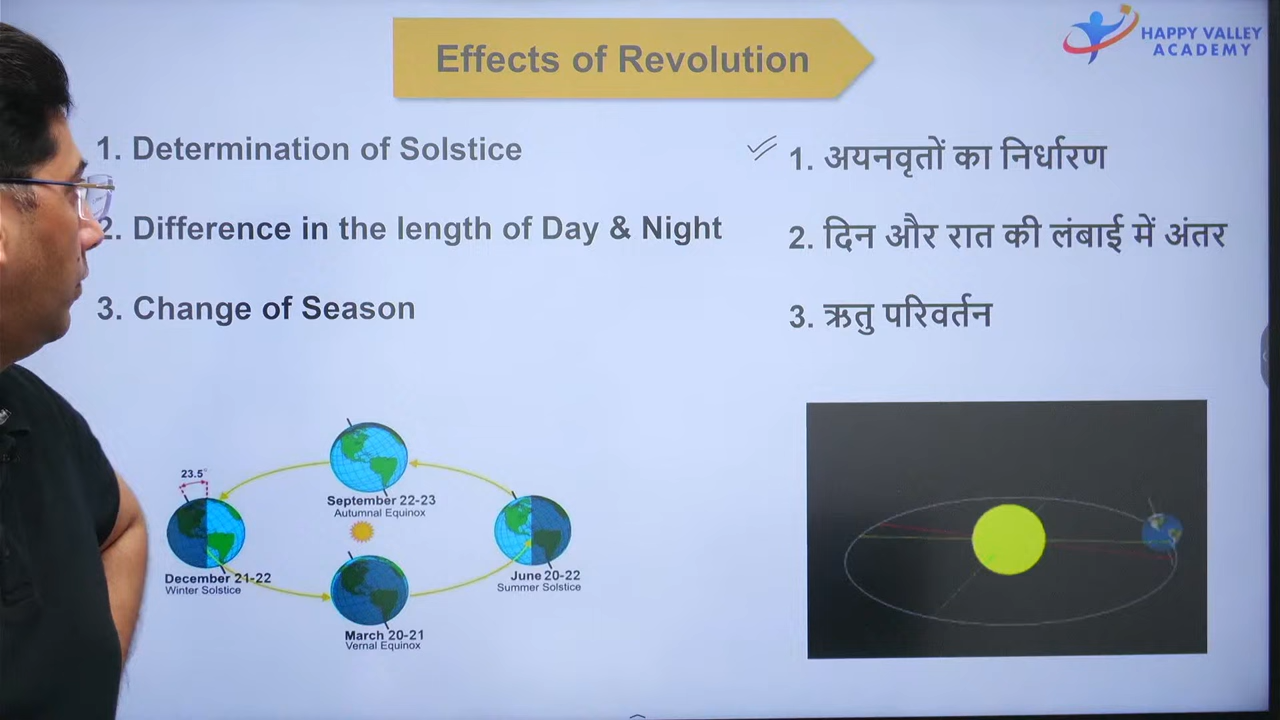 Effects of Revolution
HAPPY VALLEY
ACADEMY
1. Determination of Solstice
2. Difference in the length of Day & Night
3. Change of Season
1. अयनवृतों का निर्धारण
2. दिन और रात की लंबाई में अंतर
3. ऋतु परिवर्तन
23.5°
September 22-23
Autumnal Equinox
December 21-22
Winter Solstice
June 20-22
Summer Solstice
March 20-21
Vernal Equinox